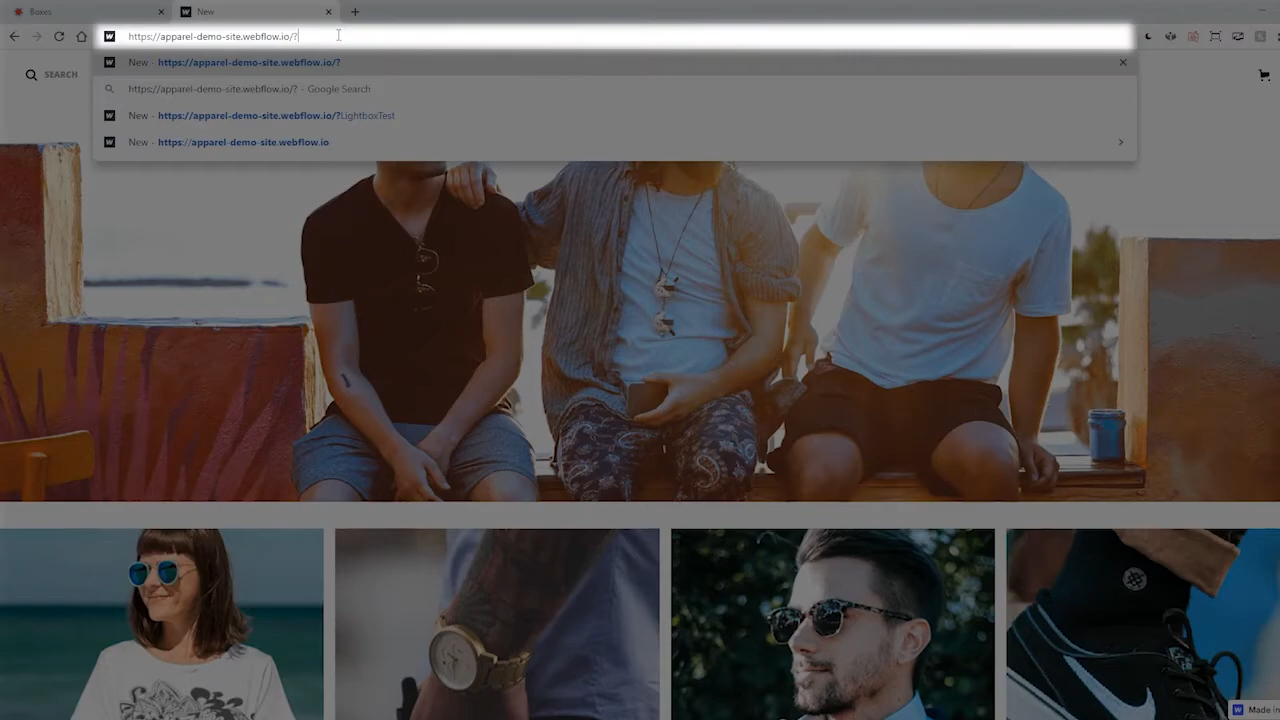 Boxes
New
https://apparel-demo-site.webflow.io/?
New - https://apparel-demo-site.webflow.io/?
https://apparel-demo-site.webflow.io/? - Google Search
New - https://apparel-demo-site.webflow.io/?LightboxTest
New - https://apparel-demo-site.webflow.io
SEARCH
Made in